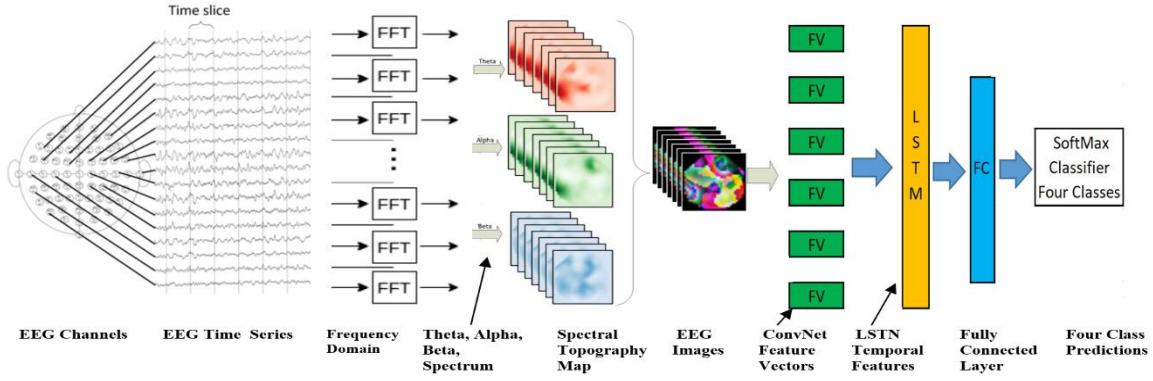 Time slice
FFT
FFT
FFT
FFT
FFT
FFT
Theta
Alpha
Beta
FV
FV
FV
FV
FV
FV
L
S
T
M
FC
SoftMax
Classifier
Four Classes
EEG Channels
EEG Time Series
Frequency
Domain
Theta, Alpha,
Beta,
Spectrum
Spectral
Topography
Map
EEG
Images
ConvNet
Feature
Vectors
LSTN
Temporal
Features
Fully
Connected
Layer
Four Class
Predictions